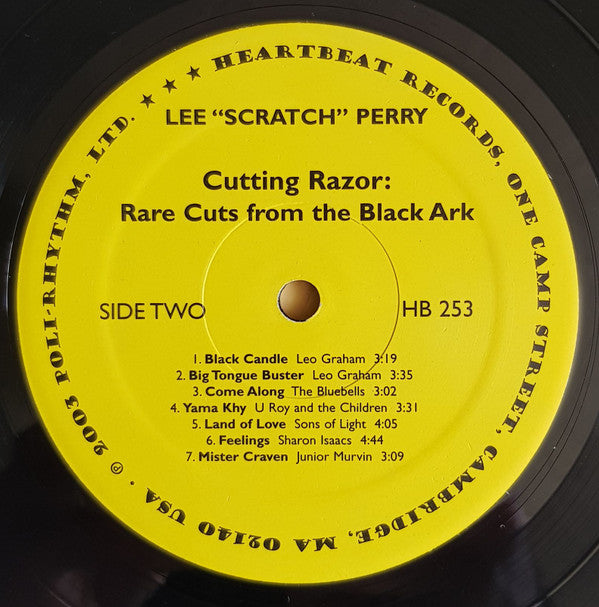 ★ ★ ★ HEARTBEAT RECORDS, ONE CAMP STREET, CAMBRIDGE, MA 02140 USA · ℗ 2003 POLI-RHYTHM, LTD.
LEE “SCRATCH” PERRY
Cutting Razor:
Rare Cuts from the Black Ark
SIDE TWO
HB 253
1. Black Candle Leo Graham 3:19
2. Big Tongue Buster Leo Graham 3:35
3. Come Along The Bluebells 3:02
4. Yama Khy U Roy and the Children 3:31
5. Land of Love Sons of Light 4:05
6. Feelings Sharon Isaacs 4:44
7. Mister Craven Junior Murvin 3:09